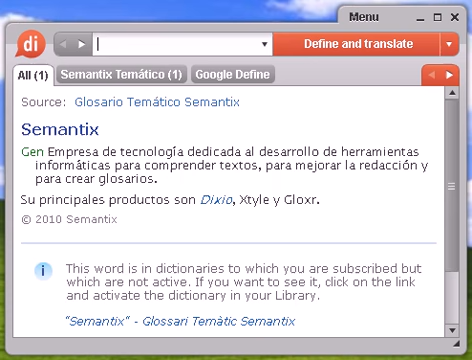 Menu
di
Define and translate
All (1) Semantix Temático (1) Google Define
Source: Glosario Temático Semantix
Semantix
Gen Empresa de tecnología dedicada al desarrollo de herramientas
informáticas para comprender textos, para mejorar la redacción y
para crear glosarios.
Su principales productos son Dixio, Xtyle y Gloxr.
© 2010 Semantix
i
This word is in dictionaries to which you are subscribed but
which are not active. If you want to see it, click on the link
and activate the dictionary in your Library.
"Semantix" - Glossari Temàtic Semantix